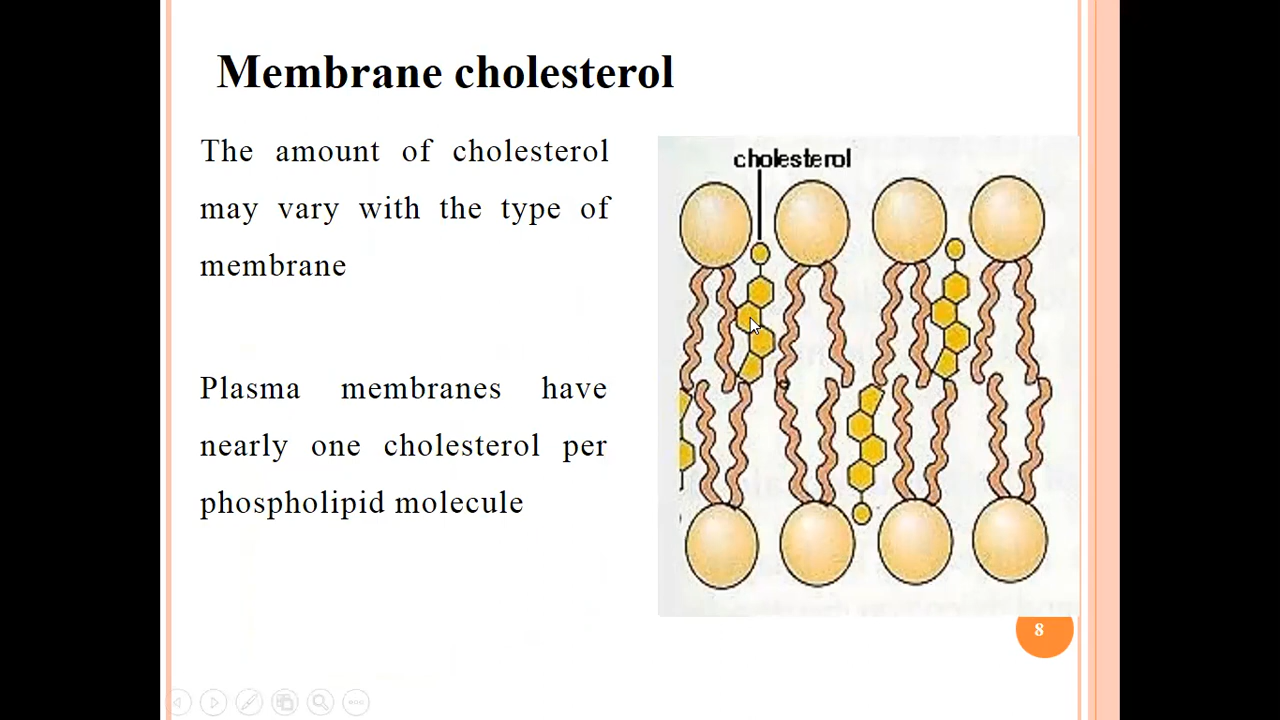 Membrane cholesterol
The amount of cholesterol
may vary with the type of
membrane
Plasma membranes have
nearly one cholesterol per
phospholipid molecule
cholesterol
8